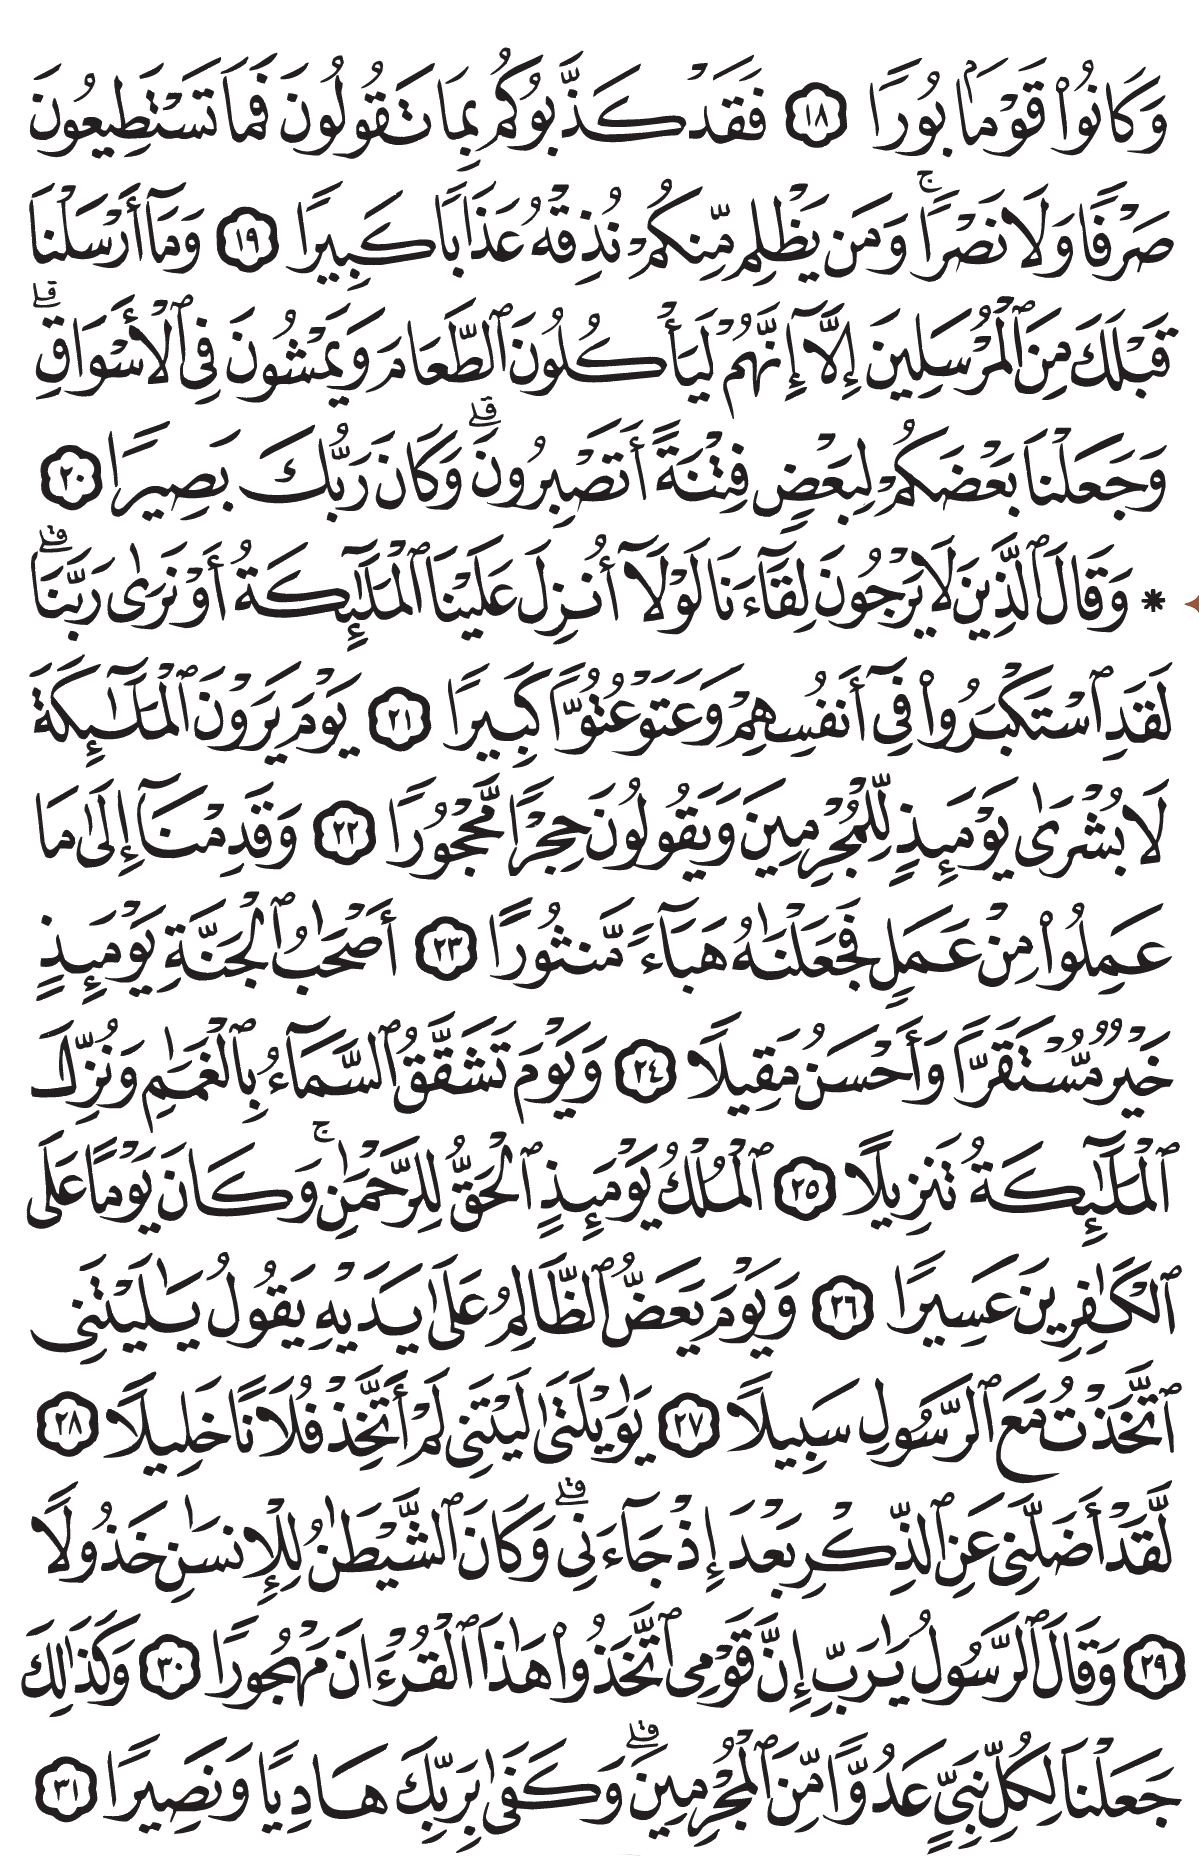 وَكَانُوا۟ قَوْمَۢا بُورًا ١٨ فَقَدْ كَذَّبُوكُم بِمَا تَقُولُونَ فَمَا تَسْتَطِيعُونَ
صَرْفًا وَلَا نَصْرًا ۚ وَمَن يَظْلِم مِّنكُمْ نُذِقْهُ عَذَابًا كَبِيرًا ١٩ وَمَآ أَرْسَلْنَا
قَبْلَكَ مِنَ ٱلْمُرْسَلِينَ إِلَّآ إِنَّهُمْ لَيَأْكُلُونَ ٱلطَّعَامَ وَيَمْشُونَ فِى ٱلْأَسْوَاقِ ۗ
وَجَعَلْنَا بَعْضَكُمْ لِبَعْضٍ فِتْنَةً أَتَصْبِرُونَ ۗ وَكَانَ رَبُّكَ بَصِيرًا ٢٠
* وَقَالَ ٱلَّذِينَ لَا يَرْجُونَ لِقَآءَنَا لَوْلَآ أُنزِلَ عَلَيْنَا ٱلْمَلَـٰٓئِكَةُ أَوْ نَرَىٰ رَبَّنَا ۗ
لَقَدِ ٱسْتَكْبَرُوا۟ فِىٓ أَنفُسِهِمْ وَعَتَوْ عُتُوًّا كَبِيرًا ٢١ يَوْمَ يَرَوْنَ ٱلْمَلَـٰٓئِكَةَ
لَا بُشْرَىٰ يَوْمَئِذٍ لِّلْمُجْرِمِينَ وَيَقُولُونَ حِجْرًا مَّحْجُورًا ٢٢ وَقَدِمْنَآ إِلَىٰ مَا
عَمِلُوا۟ مِنْ عَمَلٍ فَجَعَلْنَـٰهُ هَبَآءً مَّنثُورًا ٢٣ أَصْحَـٰبُ ٱلْجَنَّةِ يَوْمَئِذٍ
خَيْرٌ مُّسْتَقَرًّا وَأَحْسَنُ مَقِيلًا ٢٤ وَيَوْمَ تَشَقَّقُ ٱلسَّمَآءُ بِٱلْغَمَـٰمِ وَنُزِّلَ
ٱلْمَلَـٰٓئِكَةُ تَنزِيلًا ٢٥ ٱلْمُلْكُ يَوْمَئِذٍ ٱلْحَقُّ لِلرَّحْمَـٰنِ ۚ وَكَانَ يَوْمًا عَلَى
ٱلْكَـٰفِرِينَ عَسِيرًا ٢٦ وَيَوْمَ يَعَضُّ ٱلظَّالِمُ عَلَىٰ يَدَيْهِ يَقُولُ يَـٰلَيْتَنِى
ٱتَّخَذْتُ مَعَ ٱلرَّسُولِ سَبِيلًا ٢٧ يَـٰوَيْلَتَىٰ لَيْتَنِى لَمْ أَتَّخِذْ فُلَانًا خَلِيلًا ٢٨
لَّقَدْ أَضَلَّنِى عَنِ ٱلذِّكْرِ بَعْدَ إِذْ جَآءَنِى ۗ وَكَانَ ٱلشَّيْطَـٰنُ لِلْإِنسَـٰنِ خَذُولًا
٢٩ وَقَالَ ٱلرَّسُولُ يَـٰرَبِّ إِنَّ قَوْمِى ٱتَّخَذُوا۟ هَـٰذَا ٱلْقُرْءَانَ مَهْجُورًا ٣٠ وَكَذَٰلِكَ
جَعَلْنَا لِكُلِّ نَبِىٍّ عَدُوًّا مِّنَ ٱلْمُجْرِمِينَ ۗ وَكَفَىٰ بِرَبِّكَ هَادِيًا وَنَصِيرًا ٣١